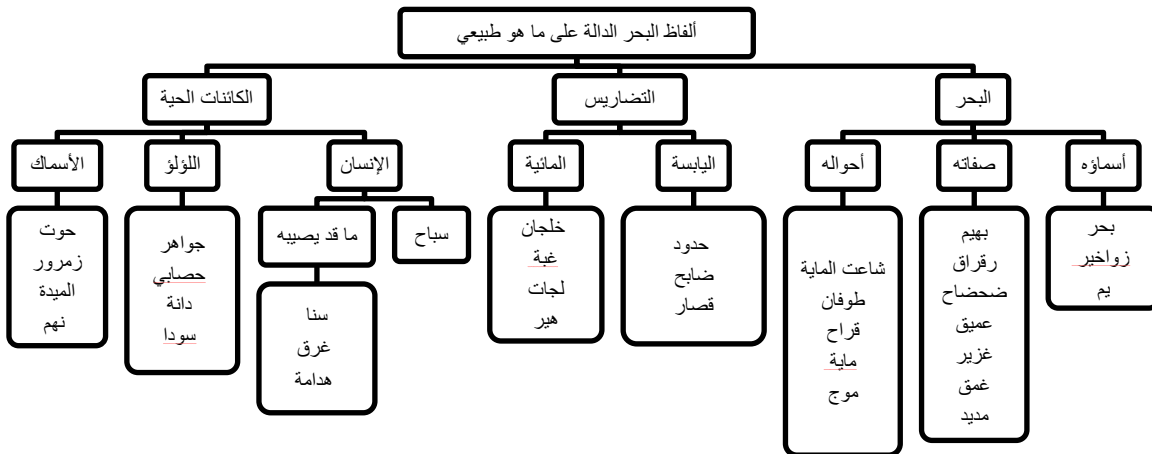 ألفاظ البحر الدالة على ما هو طبيعي
البحر
التضاريس
الكائنات الحية
أسماؤه
صفاته
أحواله
اليابسة
المائية
الإنسان
اللؤلؤ
الأسماك
بحر
زواخير
يم
بهيم
رقراق
ضحضاح
عميق
غزير
غمق
مديد
شاعت الماية
طوفان
قراح
ماية
موج
حدود
ضابح
قصار
خلجان
غبة
لجات
هير
سباح
ما قد يصيبه
سنا
غرق
هدامة
جواهر
حصابي
دانة
سودا
حوت
زمرور
الميدة
نهم